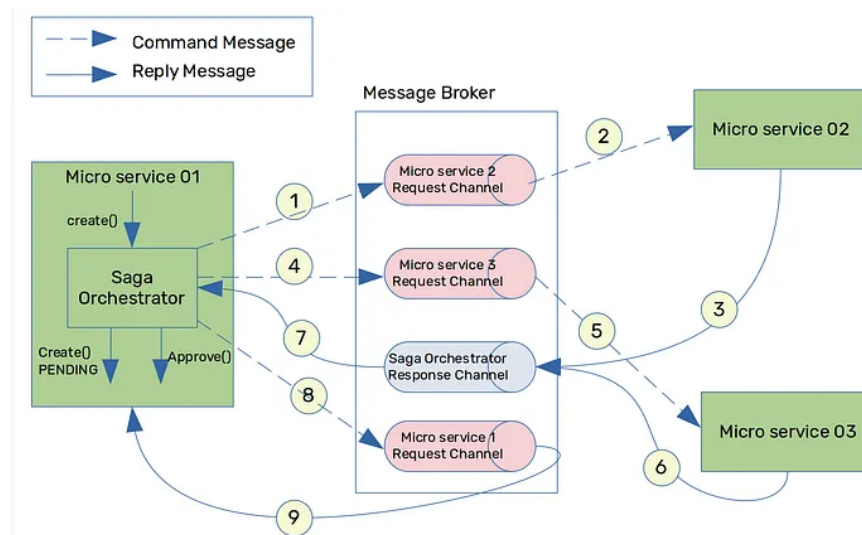 Command Message
Reply Message
Message Broker
Micro service 02
2
Micro service 01
Micro service 2
Request Channel
1
create()
Saga
Orchestrator
4
Micro service 3
Request Channel
3
5
7
Create()
PENDING
Approve()
Saga Orchestrator
Response Channel
8
Micro service 1
Request Channel
Micro service 03
6
9